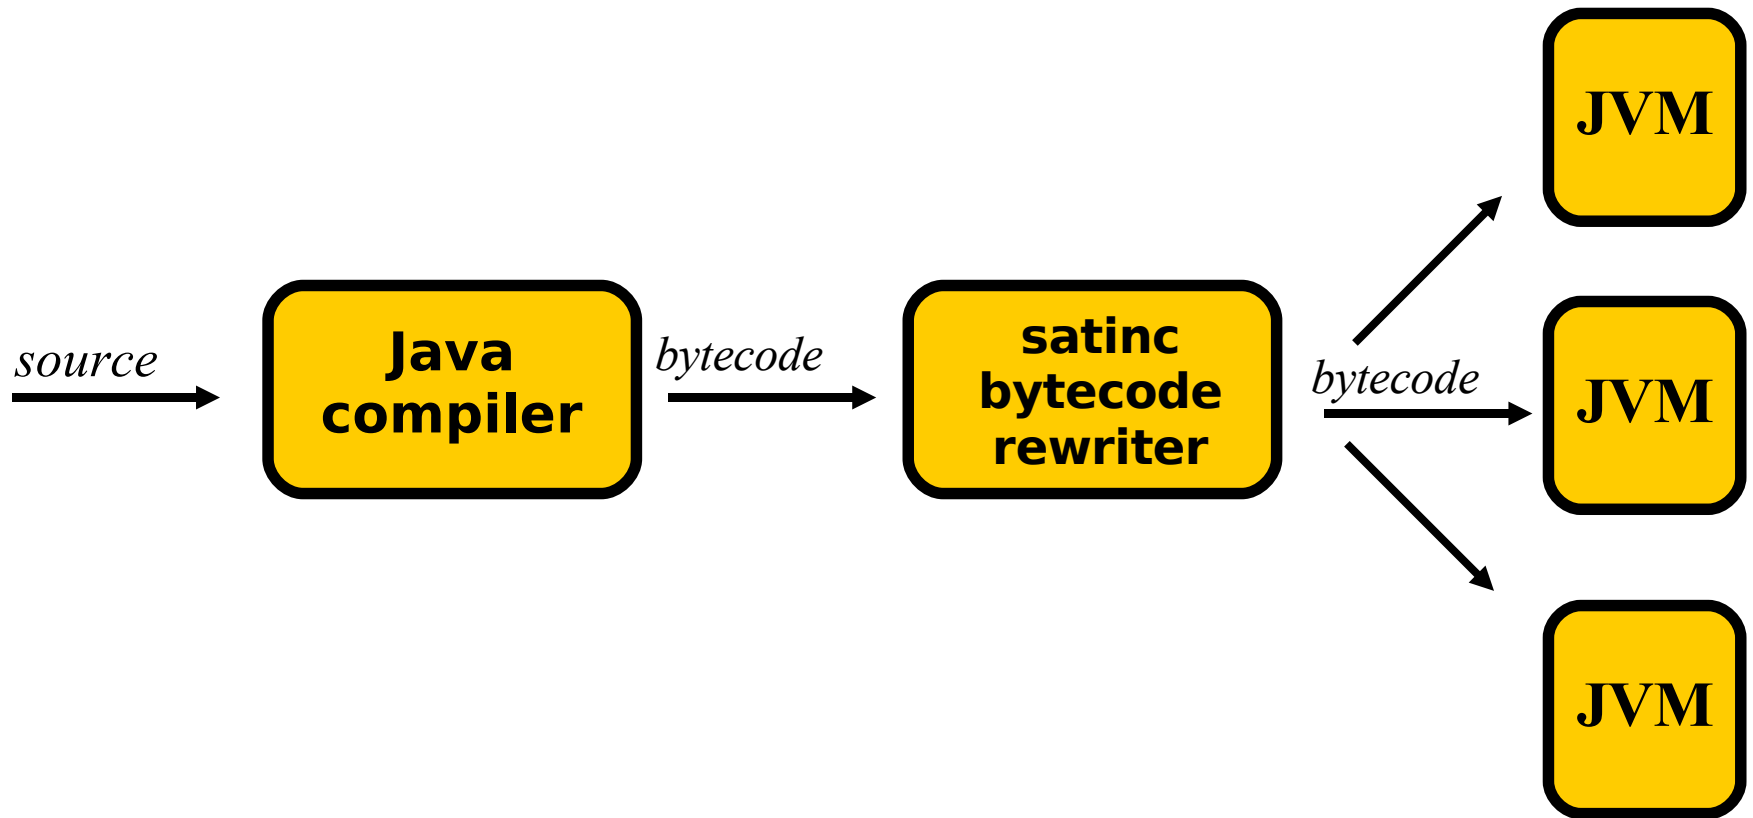 source
Java
compiler
bytecode
satinc
bytecode
rewriter
bytecode
JVM
JVM
JVM